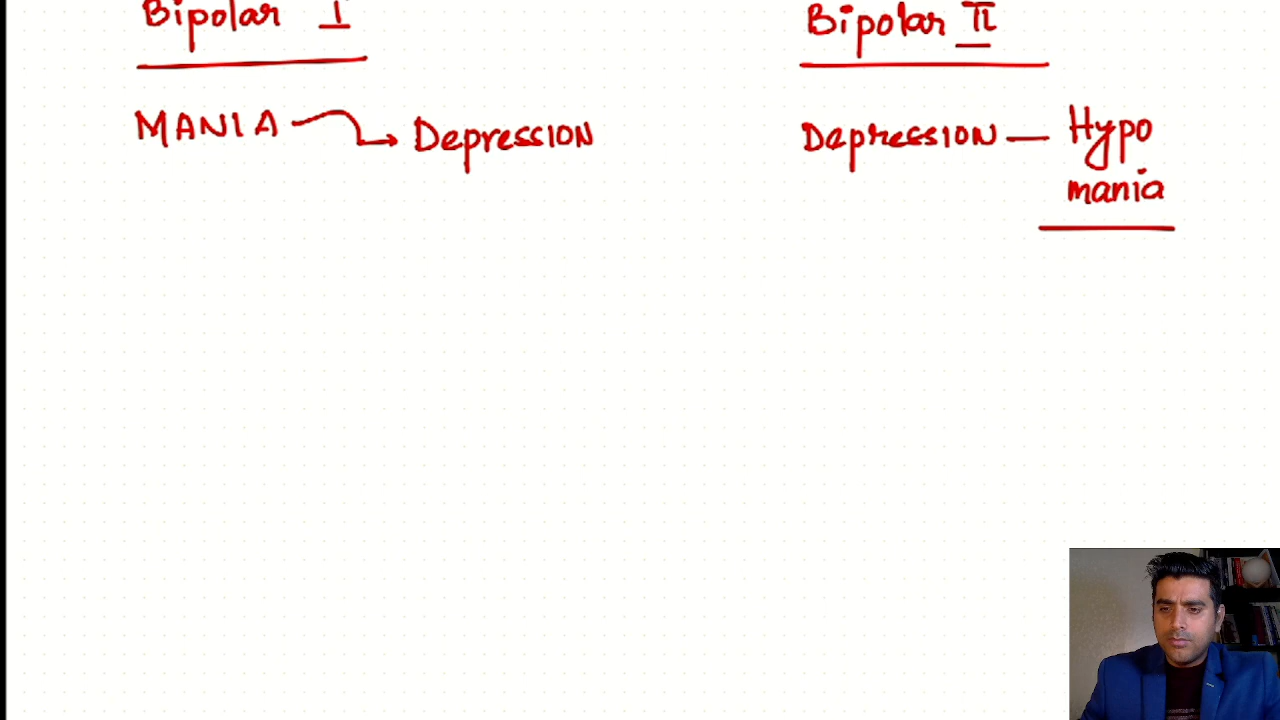 Bipolar I
MANIA Depression
Bipolar II
Depression — Hypo
mania